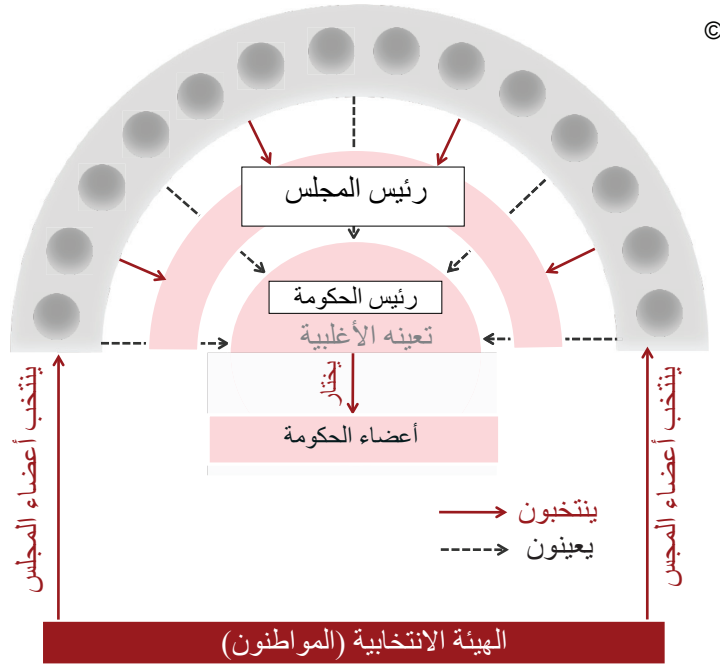 ©
رئيس المجلس
رئيس الحكومة
تعينه الأغلبية
يختار
أعضاء الحكومة
ينتخب أعضاء المجلس
ينتخب أعضاء المجس
ينتخبون
يعينون
الهيئة الانتخابية (المواطنون)